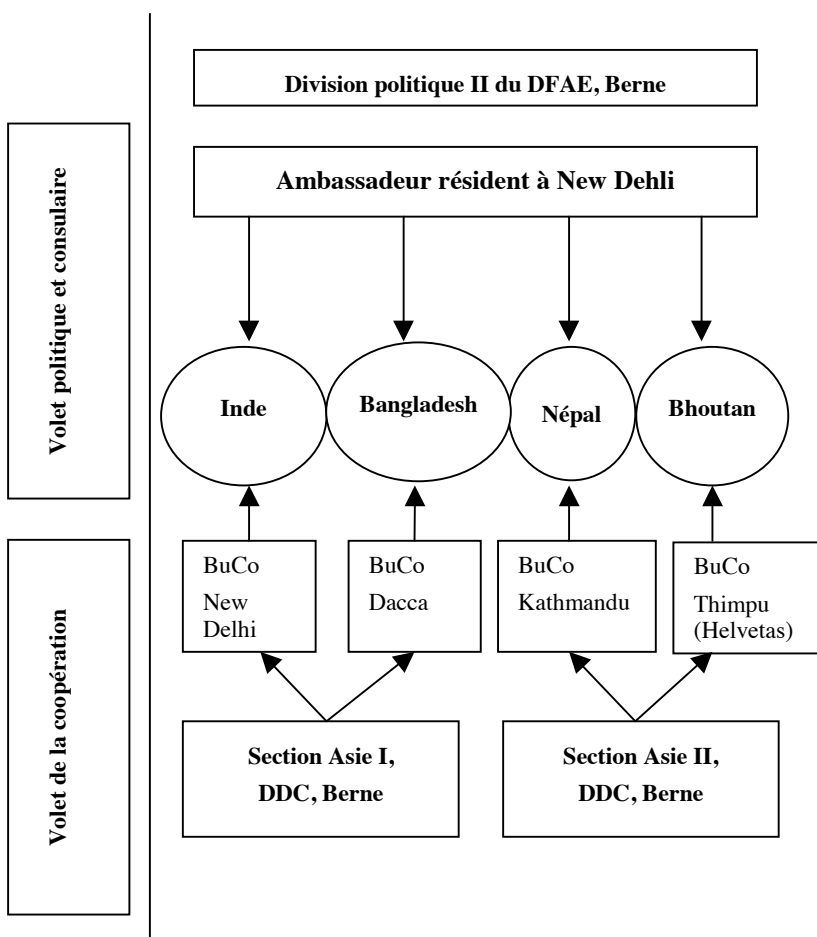 Division politique II du DFAE, Berne
Volet politique et consulaire
Ambassadeur résident à New Dehli
Inde
Bangladesh
Népal
Bhoutan
Volet de la coopération
BuCo
New
Delhi
BuCo
Dacca
BuCo
Kathmandu
BuCo
Thimpu
(Helvetas)
Section Asie I,
DDC, Berne
Section Asie II,
DDC, Berne